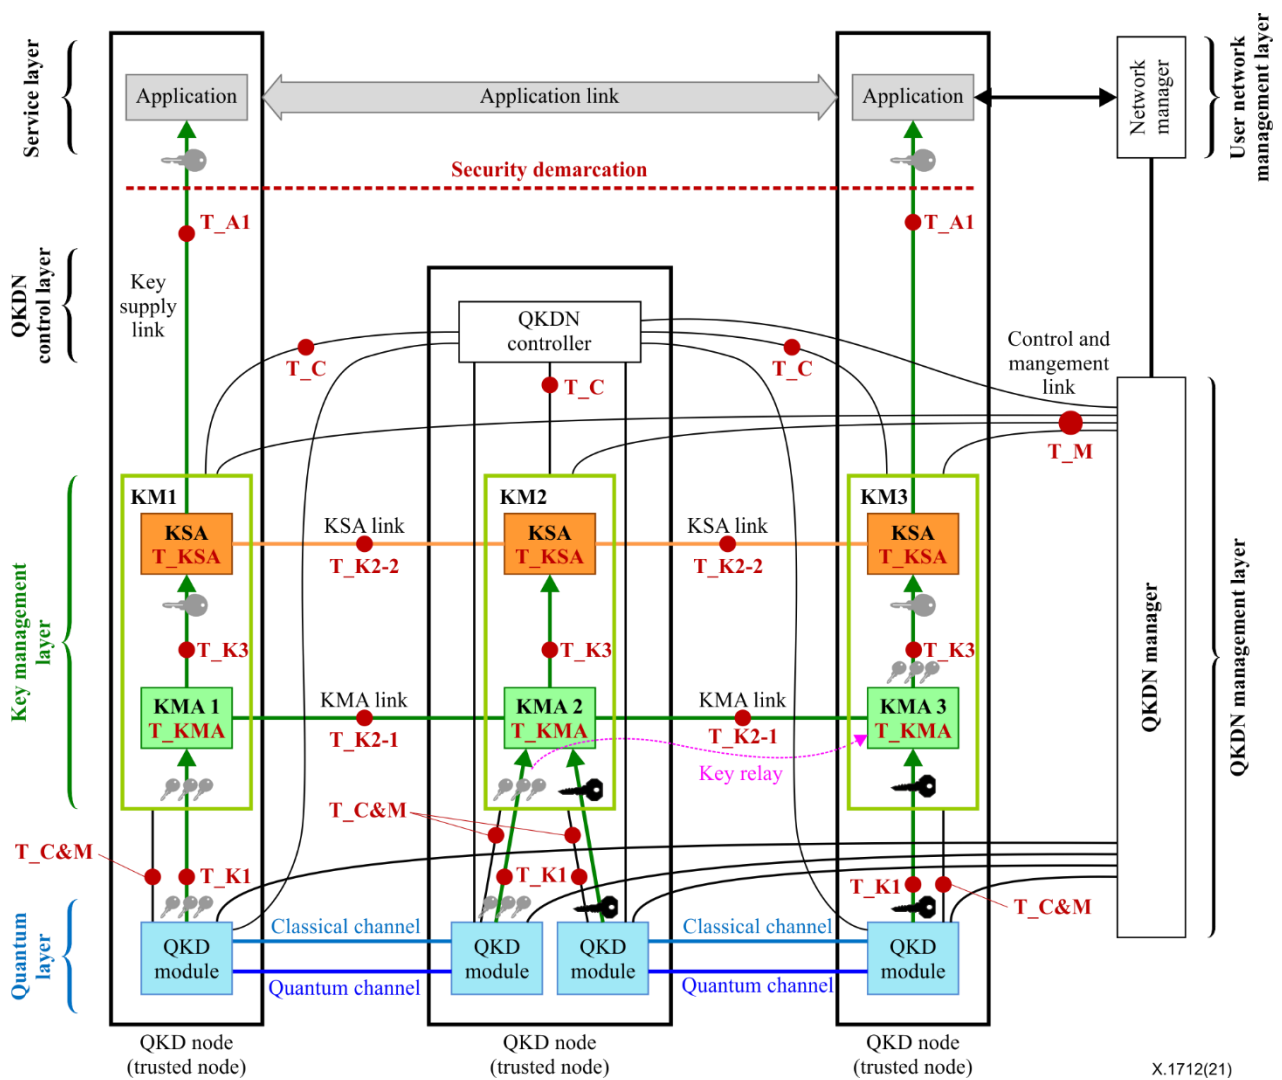 Service layer
Application
Application link
Application
Network
manager
User network
management layer
Security demarcation
T_A1
T_A1
QKDN
control layer
Key
supply
link
QKDN
controller
T_C
T_C
T_C
Control and
mangement
link
T_M
Key management
layer
KM1
KSA
T_KSA
KSA link
T_K2-2
KM2
KSA
T_KSA
KSA link
T_K2-2
KM3
KSA
T_KSA
QKDN manager
QKDN management layer
T_K3
T_K3
T_K3
KMA 1
T_KMA
KMA link
T_K2-1
KMA 2
T_KMA
KMA link
T_K2-1
KMA 3
T_KMA
Key relay
T_C&M
T_C&M
T_K1
T_K1
T_K1
T_C&M
Quantum
layer
QKD
module
Classical channel
Quantum channel
QKD
module
QKD
module
Classical channel
Quantum channel
QKD
module
QKD node
(trusted node)
QKD node
(trusted node)
QKD node
(trusted node)
X.1712(21)